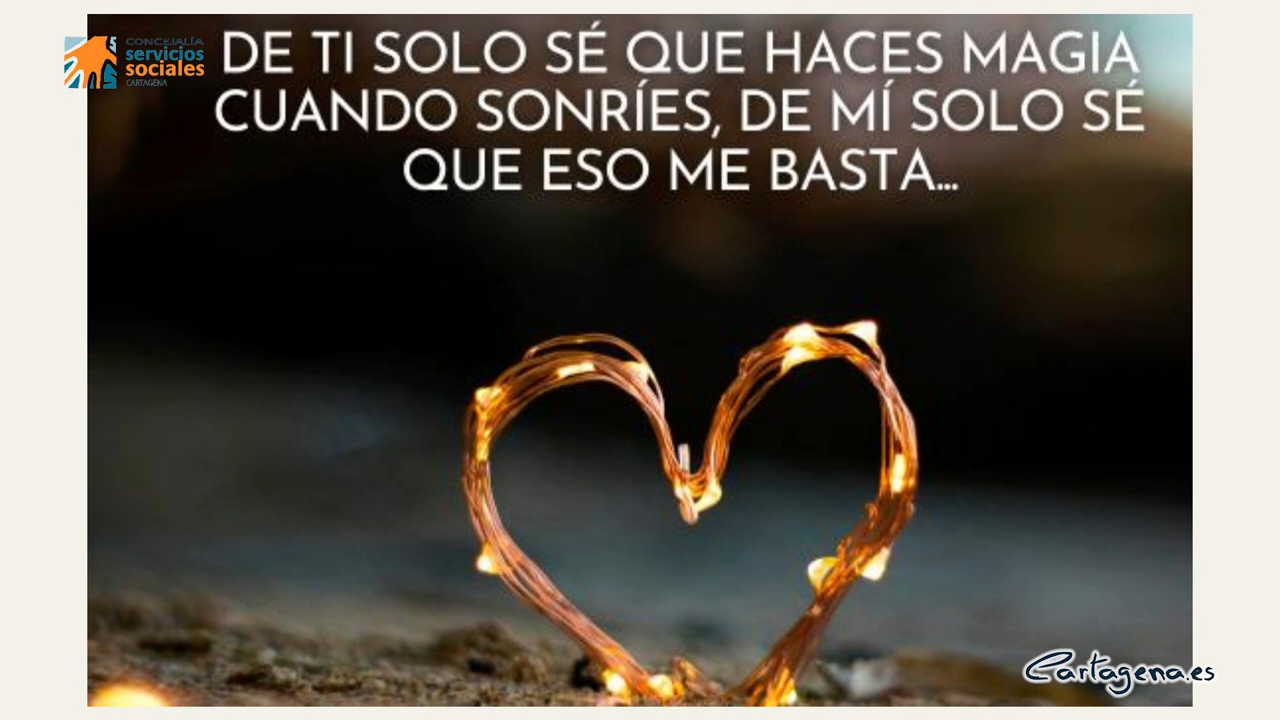 CONCEJALÍA
servicios
sociales
CARTAGENA
DE TI SOLO SÉ QUE HACES MAGIA
CUANDO SONRÍES, DE MÍ SOLO SÉ
QUE ESO ME BASTA...
Cartagena.es